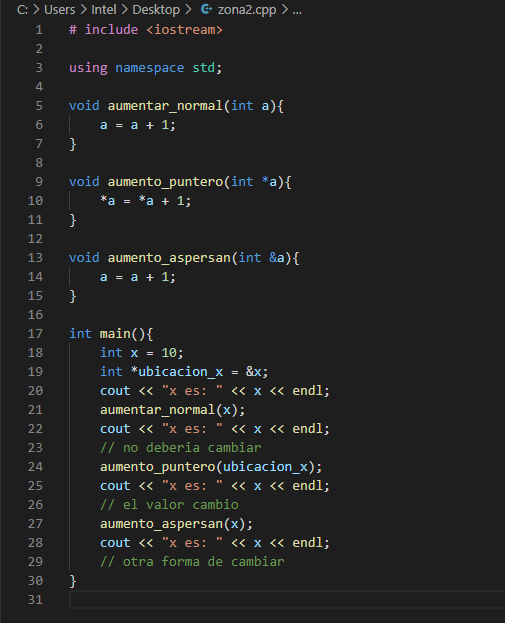 C: > Users > Intel > Desktop > zona2.cpp > ...
1 # include <iostream>
2
3 using namespace std;
4
5 void aumentar_normal(int a){
6     a = a + 1;
7 }
8
9 void aumento_puntero(int *a){
10     *a = *a + 1;
11 }
12
13 void aumento_aspersan(int &a){
14     a = a + 1;
15 }
16
17 int main(){
18     int x = 10;
19     int *ubicacion_x = &x;
20     cout << "x es: " << x << endl;
21     aumentar_normal(x);
22     cout << "x es: " << x << endl;
23     // no deberia cambiar
24     aumento_puntero(ubicacion_x);
25     cout << "x es: " << x << endl;
26     // el valor cambio
27     aumento_aspersan(x);
28     cout << "x es: " << x << endl;
29     // otra forma de cambiar
30 }
31